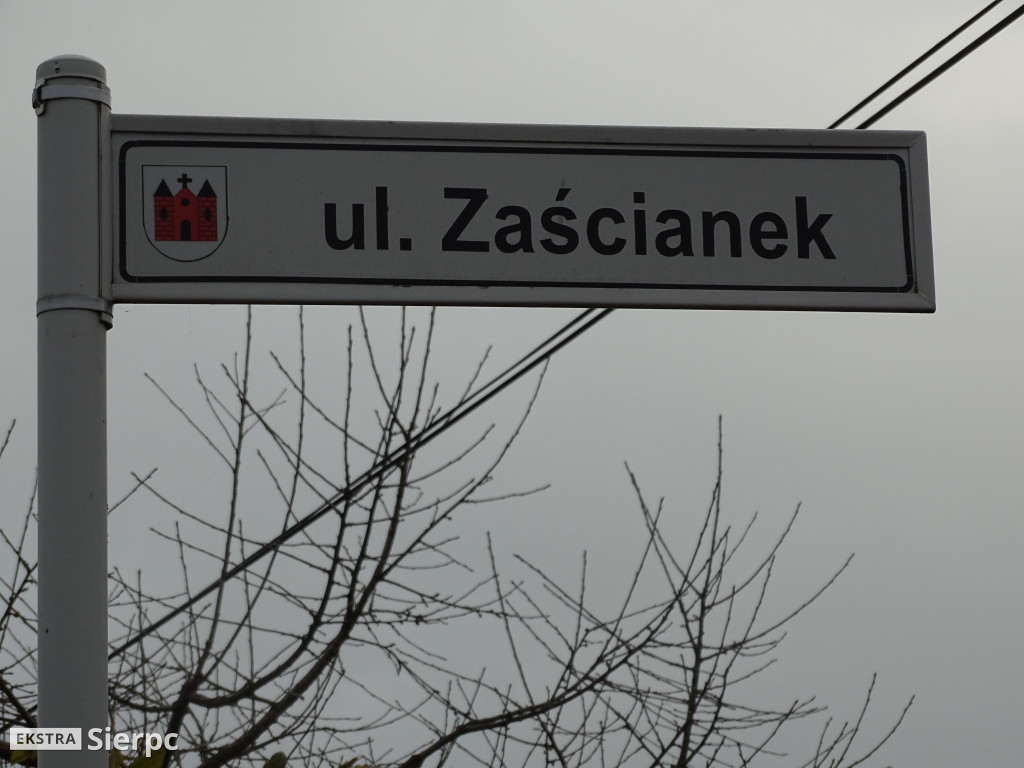 ul. Zaścianek
EKSTRA Sierpc